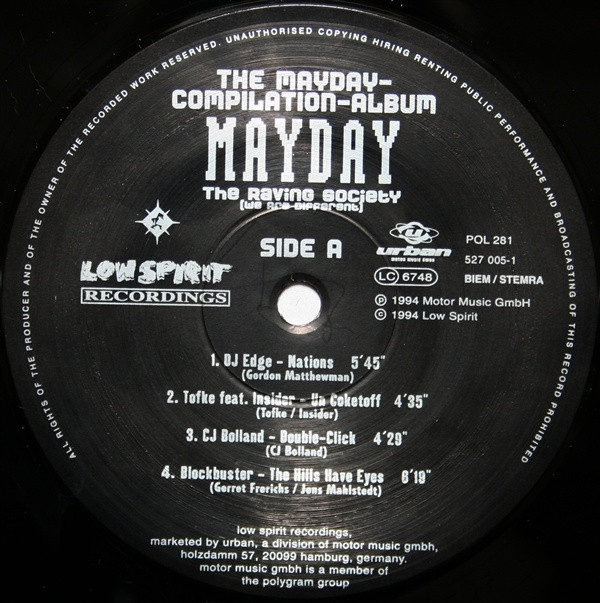 ALL RIGHTS OF THE PRODUCER AND OF THE OWNER OF THE RECORDED WORK RESERVED. UNAUTHORISED COPYING HIRING RENTING PUBLIC PERFORMANCE AND BROADCASTING OF THIS RECORD PROHIBITED
THE MAYDAY-
COMPILATION-ALBUM
MAYDAY
The Raving Society
(We Are Different)
SIDE A
LOW SPIRIT
RECORDINGS
urban
MOTOR MUSIC WORK
LC 6748
POL 281
527 005-1
BIEM / STEMRA
℗ 1994 Motor Music GmbH
© 1994 Low Spirit
1. DJ Edge - Nations 5´45"
(Gordon Matthewman)
2. Tofke feat. Insider - Un Coketoff 4´35"
(Tofke / Insider)
3. CJ Bolland - Double-Click 4´29"
(CJ Bolland)
4. Blockbuster - The Hills Have Eyes 6´19"
(Gerret Frerichs / Jens Mahlstedt)
low spirit recordings,
marketed by urban, a division of motor music gmbh,
holzdamm 57, 20099 hamburg, germany.
motor music gmbh is a member of
the polygram group